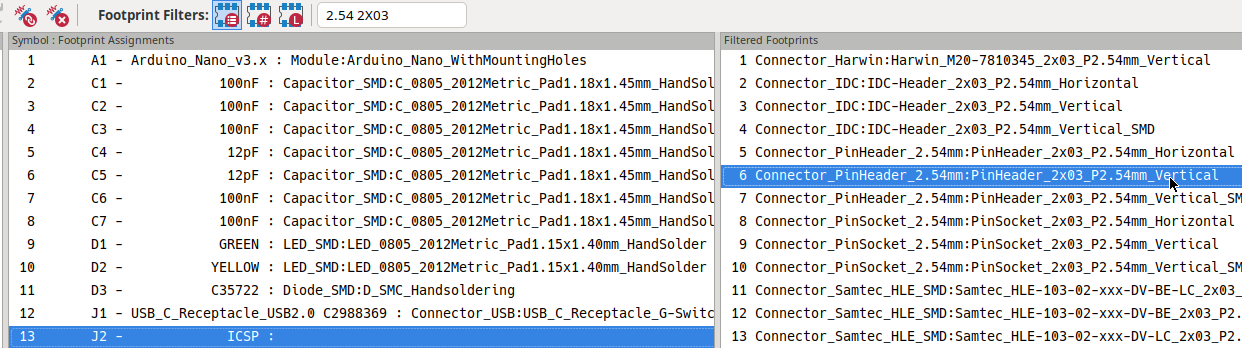 Footprint Filters: # L 2.54 2X03
Symbol : Footprint Assignments
1 A1 - Arduino_Nano_v3.x : Module:Arduino_Nano_WithMountingHoles
2 C1 - 100nF : Capacitor_SMD:C_0805_2012Metric_Pad1.18x1.45mm_HandSol
3 C2 - 100nF : Capacitor_SMD:C_0805_2012Metric_Pad1.18x1.45mm_HandSol
4 C3 - 100nF : Capacitor_SMD:C_0805_2012Metric_Pad1.18x1.45mm_HandSol
5 C4 - 12pF : Capacitor_SMD:C_0805_2012Metric_Pad1.18x1.45mm_HandSol
6 C5 - 12pF : Capacitor_SMD:C_0805_2012Metric_Pad1.18x1.45mm_HandSol
7 C6 - 100nF : Capacitor_SMD:C_0805_2012Metric_Pad1.18x1.45mm_HandSol
8 C7 - 100nF : Capacitor_SMD:C_0805_2012Metric_Pad1.18x1.45mm_HandSol
9 D1 - GREEN : LED_SMD:LED_0805_2012Metric_Pad1.15x1.40mm_HandSolder
10 D2 - YELLOW : LED_SMD:LED_0805_2012Metric_Pad1.15x1.40mm_HandSolder
11 D3 - C35722 : Diode_SMD:D_SMC_Handsoldering
12 J1 - USB_C_Receptacle_USB2.0 C2988369 : Connector_USB:USB_C_Receptacle_G-Switc
13 J2 - ICSP :
Filtered Footprints
1 Connector_Harwin:Harwin_M20-7810345_2x03_P2.54mm_Vertical
2 Connector_IDC:IDC-Header_2x03_P2.54mm_Horizontal
3 Connector_IDC:IDC-Header_2x03_P2.54mm_Vertical
4 Connector_IDC:IDC-Header_2x03_P2.54mm_Vertical_SMD
5 Connector_PinHeader_2.54mm:PinHeader_2x03_P2.54mm_Horizontal
6 Connector_PinHeader_2.54mm:PinHeader_2x03_P2.54mm_Vertical
7 Connector_PinHeader_2.54mm:PinHeader_2x03_P2.54mm_Vertical_SM
8 Connector_PinSocket_2.54mm:PinSocket_2x03_P2.54mm_Horizontal
9 Connector_PinSocket_2.54mm:PinSocket_2x03_P2.54mm_Vertical
10 Connector_PinSocket_2.54mm:PinSocket_2x03_P2.54mm_Vertical_SM
11 Connector_Samtec_HLE_SMD:Samtec_HLE-103-02-xxx-DV-BE-LC_2x03_
12 Connector_Samtec_HLE_SMD:Samtec_HLE-103-02-xxx-DV-BE_2x03_P2.
13 Connector_Samtec_HLE_SMD:Samtec_HLE-103-02-xxx-DV-LC_2x03_P2.